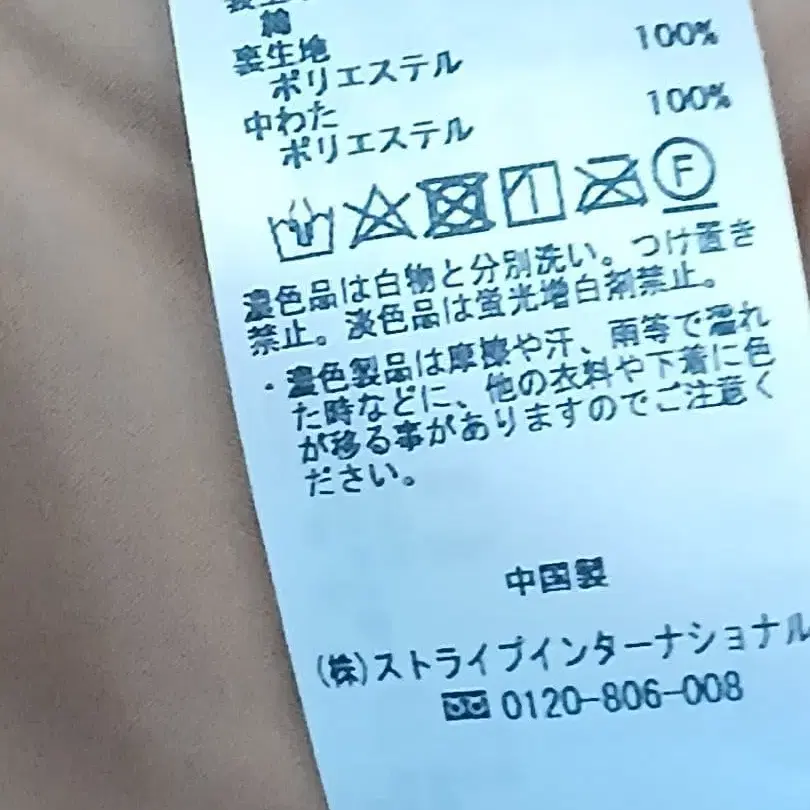 綿
裏生地
ポリエステル 100%
中わた
ポリエステル 100%
F
濃色品は白物と分別洗い。つけ置き
禁止。淡色品は蛍光増白剤禁止。
・濃色製品は摩擦や汗、雨等で濡れ
た時などに、他の衣料や下着に色
が移る事がありますのでご注意く
ださい。
中国製
(株)ストライプインターナショナル
0120-806-008